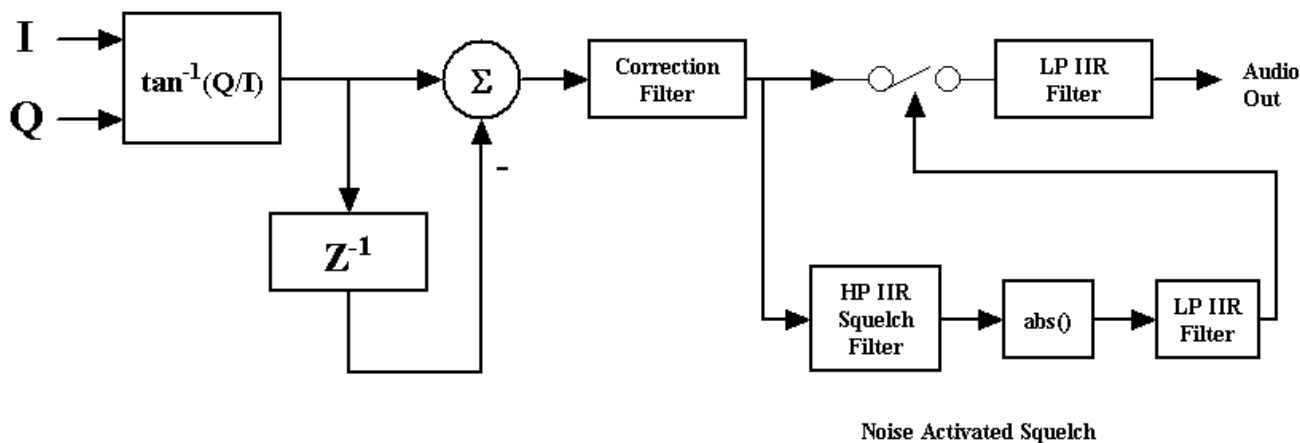 I
Q
tan⁻¹(Q/I)
Σ
-
Z⁻¹
Correction
Filter
LP IIR
Filter
Audio
Out
HP IIR
Squelch
Filter
abs()
LP IIR
Filter
Noise Activated Squelch